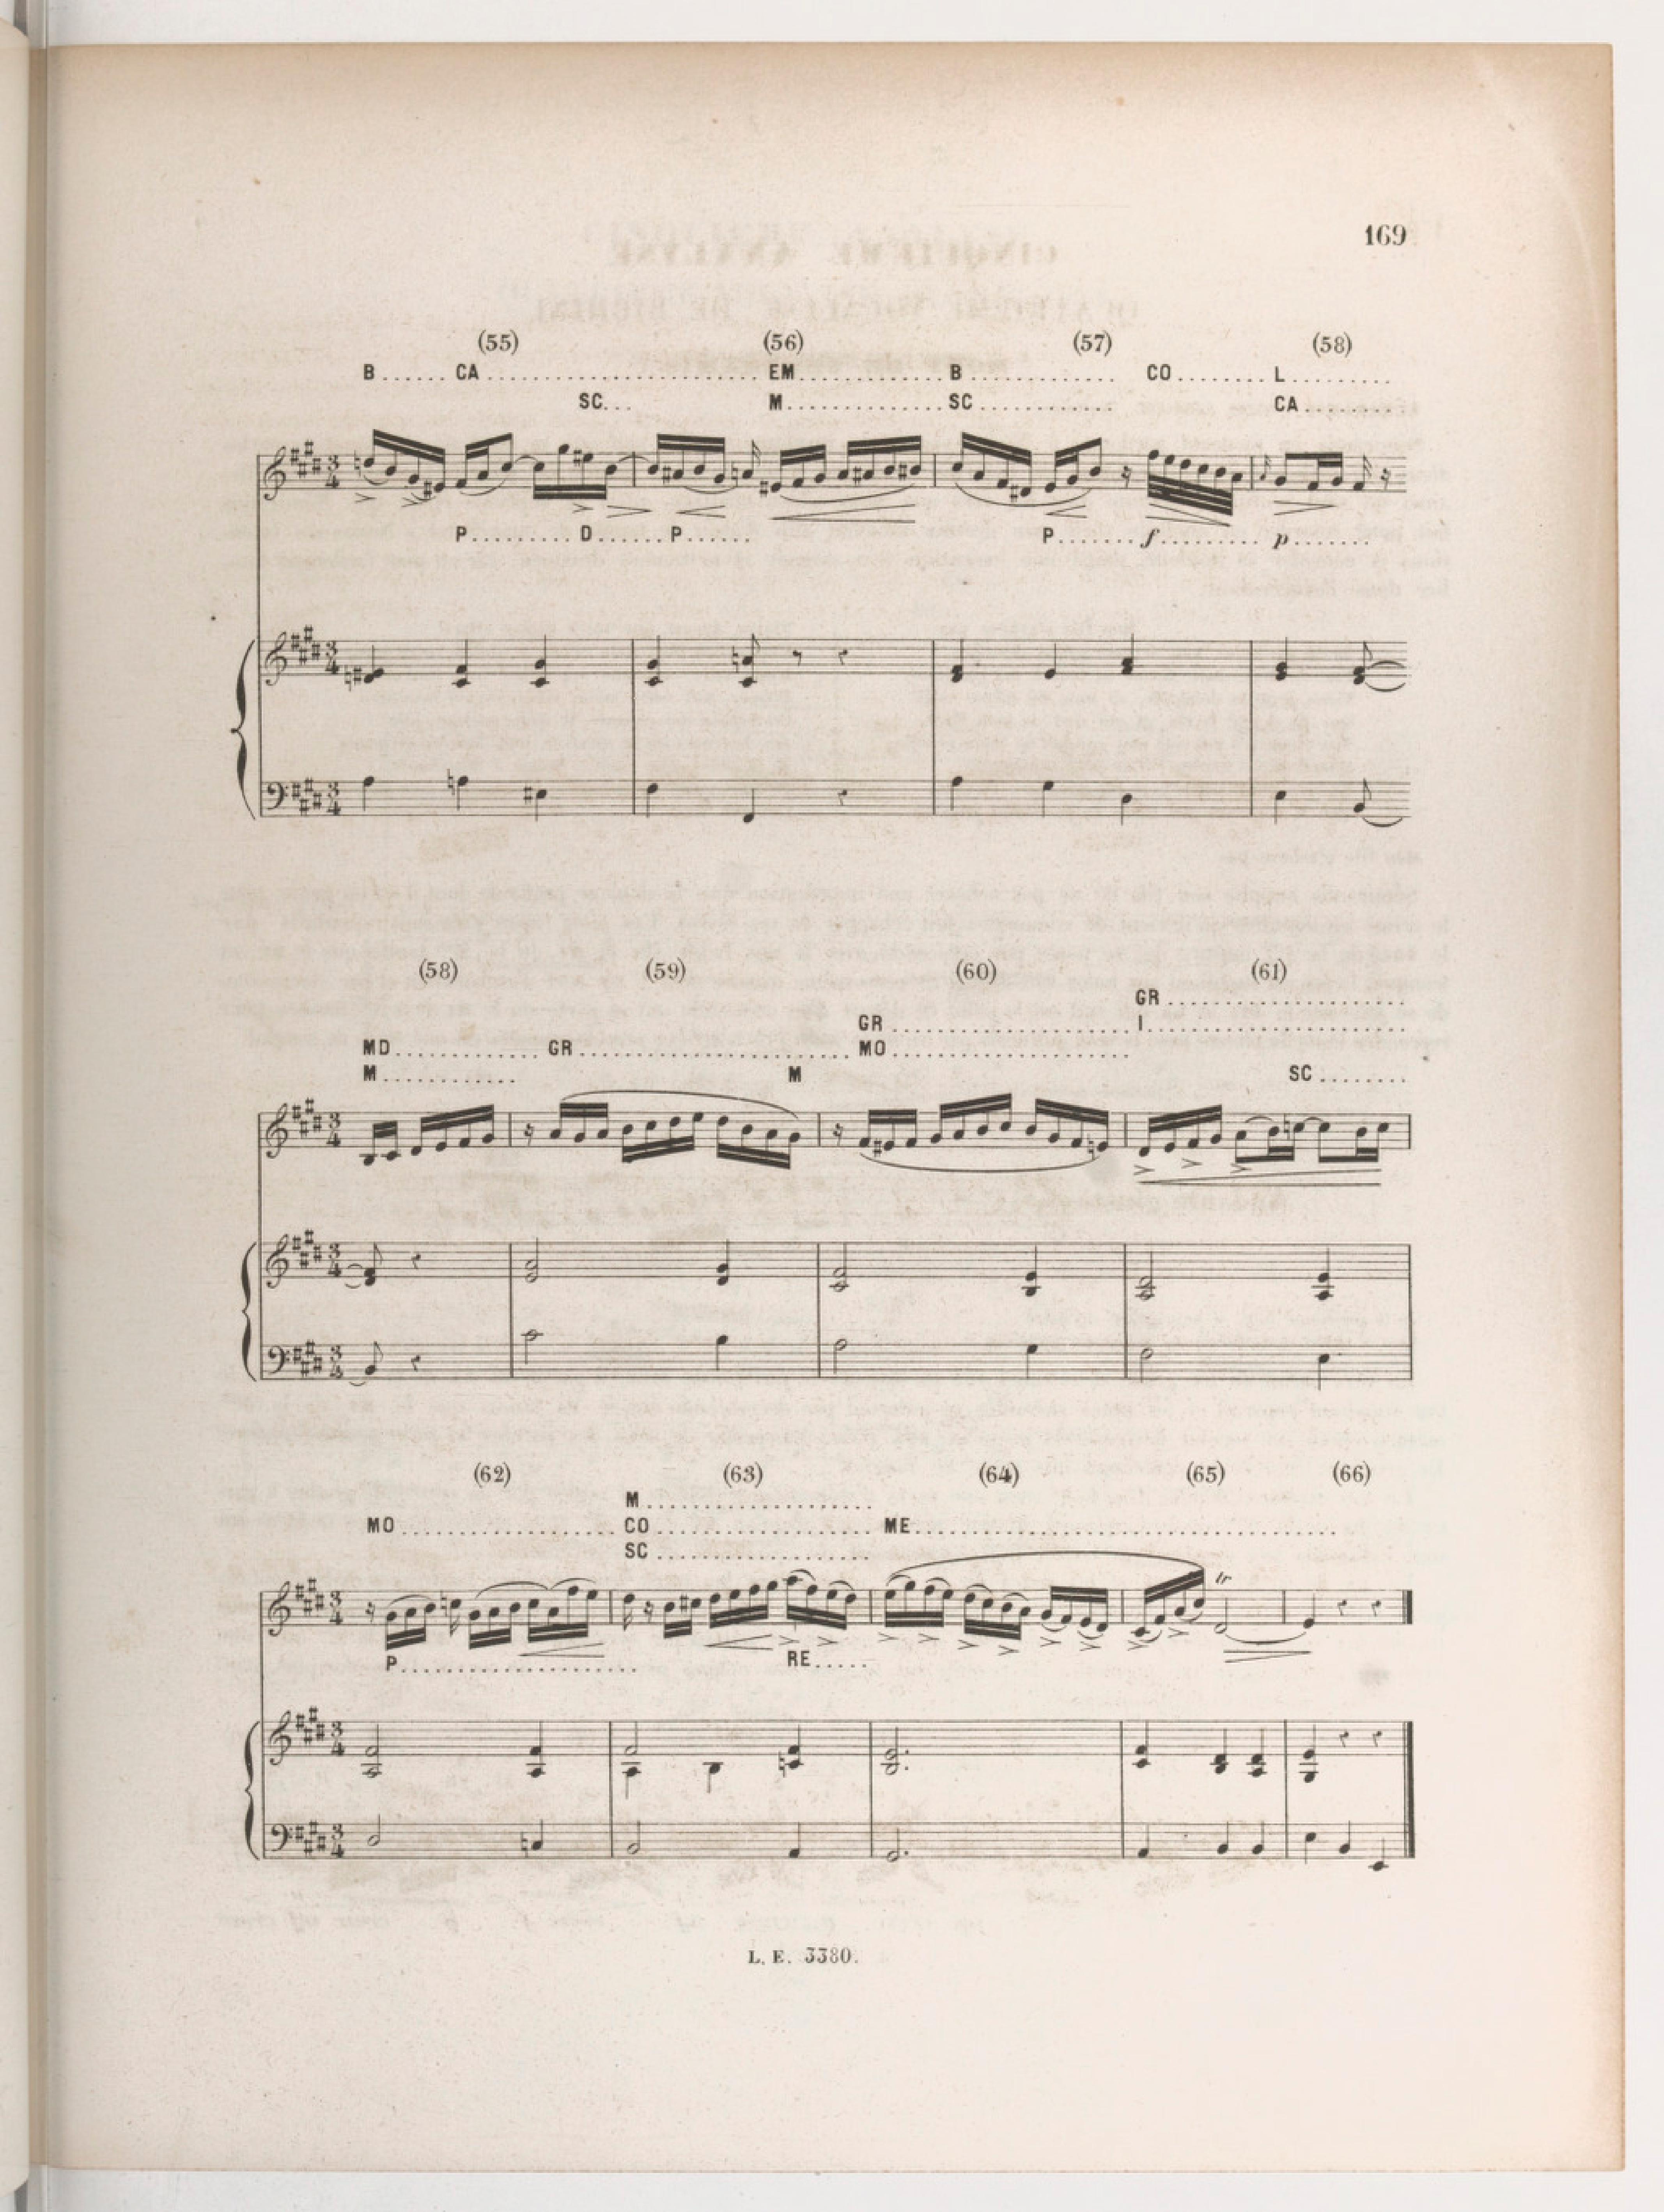 169
(55) (56) (57) (58)
B...... CA.......................... EM.............. B.............. CO........ L.........
SC... M.............. SC............. CA.........
P......... D...... P...... P....... f......... p.......
(58) (59) (60) (61)
GR.......................
GR...................... I.........................
MD............. GR......................... MO.......................
M............ M SC........
(62) (63) (64) (65) (66)
M.....................
MO..................... CO.................... ME.......................................
SC....................
tr
P....................... RE.....
L. E. 3380.